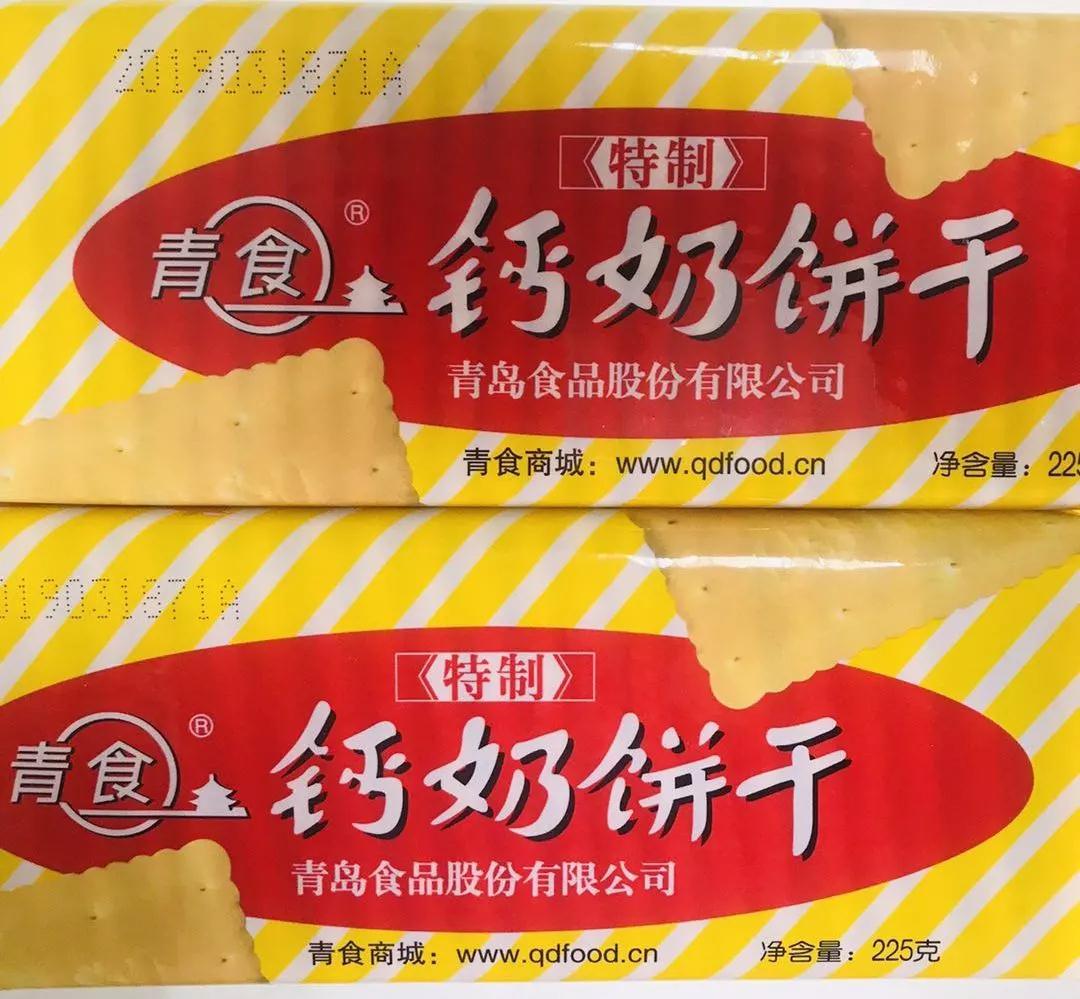 2019031871A
《特制》
青食®
钙奶饼干
青岛食品股份有限公司
青食商城：www.qdfood.cn 净含量：225
019031871A
《特制》
青食®
钙奶饼干
青岛食品股份有限公司
青食商城：www.qdfood.cn 净含量：225克